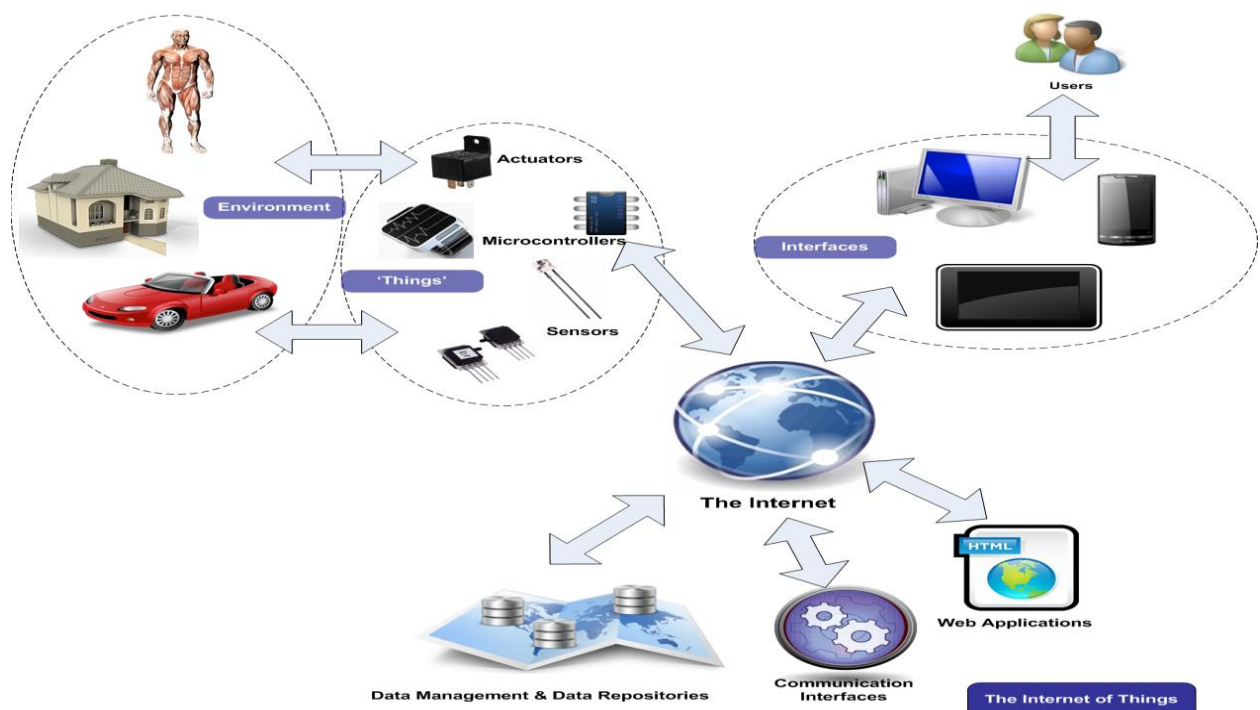 Users
Actuators
Environment
Microcontrollers
Interfaces
'Things'
Sensors
The Internet
HTML
Web Applications
Data Management & Data Repositories
Communication
Interfaces
The Internet of Things